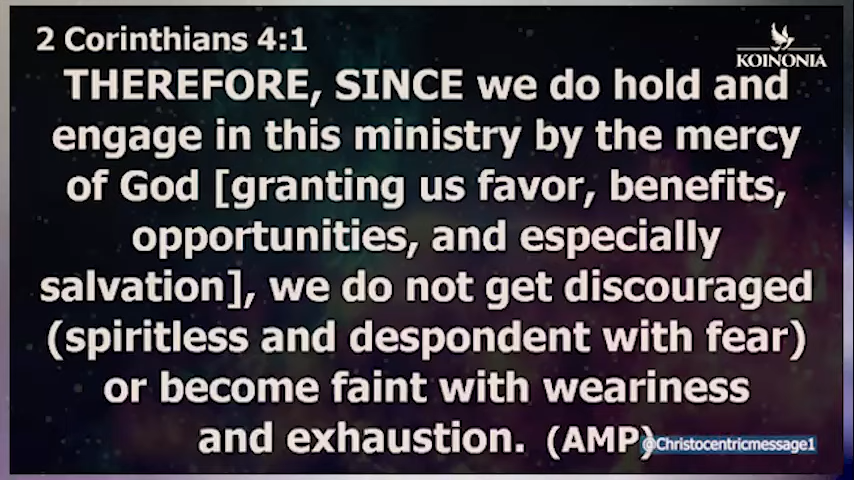 2 Corinthians 4:1
KOINONIA
THEREFORE, SINCE we do hold and
engage in this ministry by the mercy
of God [granting us favor, benefits,
opportunities, and especially
salvation], we do not get discouraged
(spiritless and despondent with fear)
or become faint with weariness
and exhaustion. (AMP)
@Christocentricmessage1